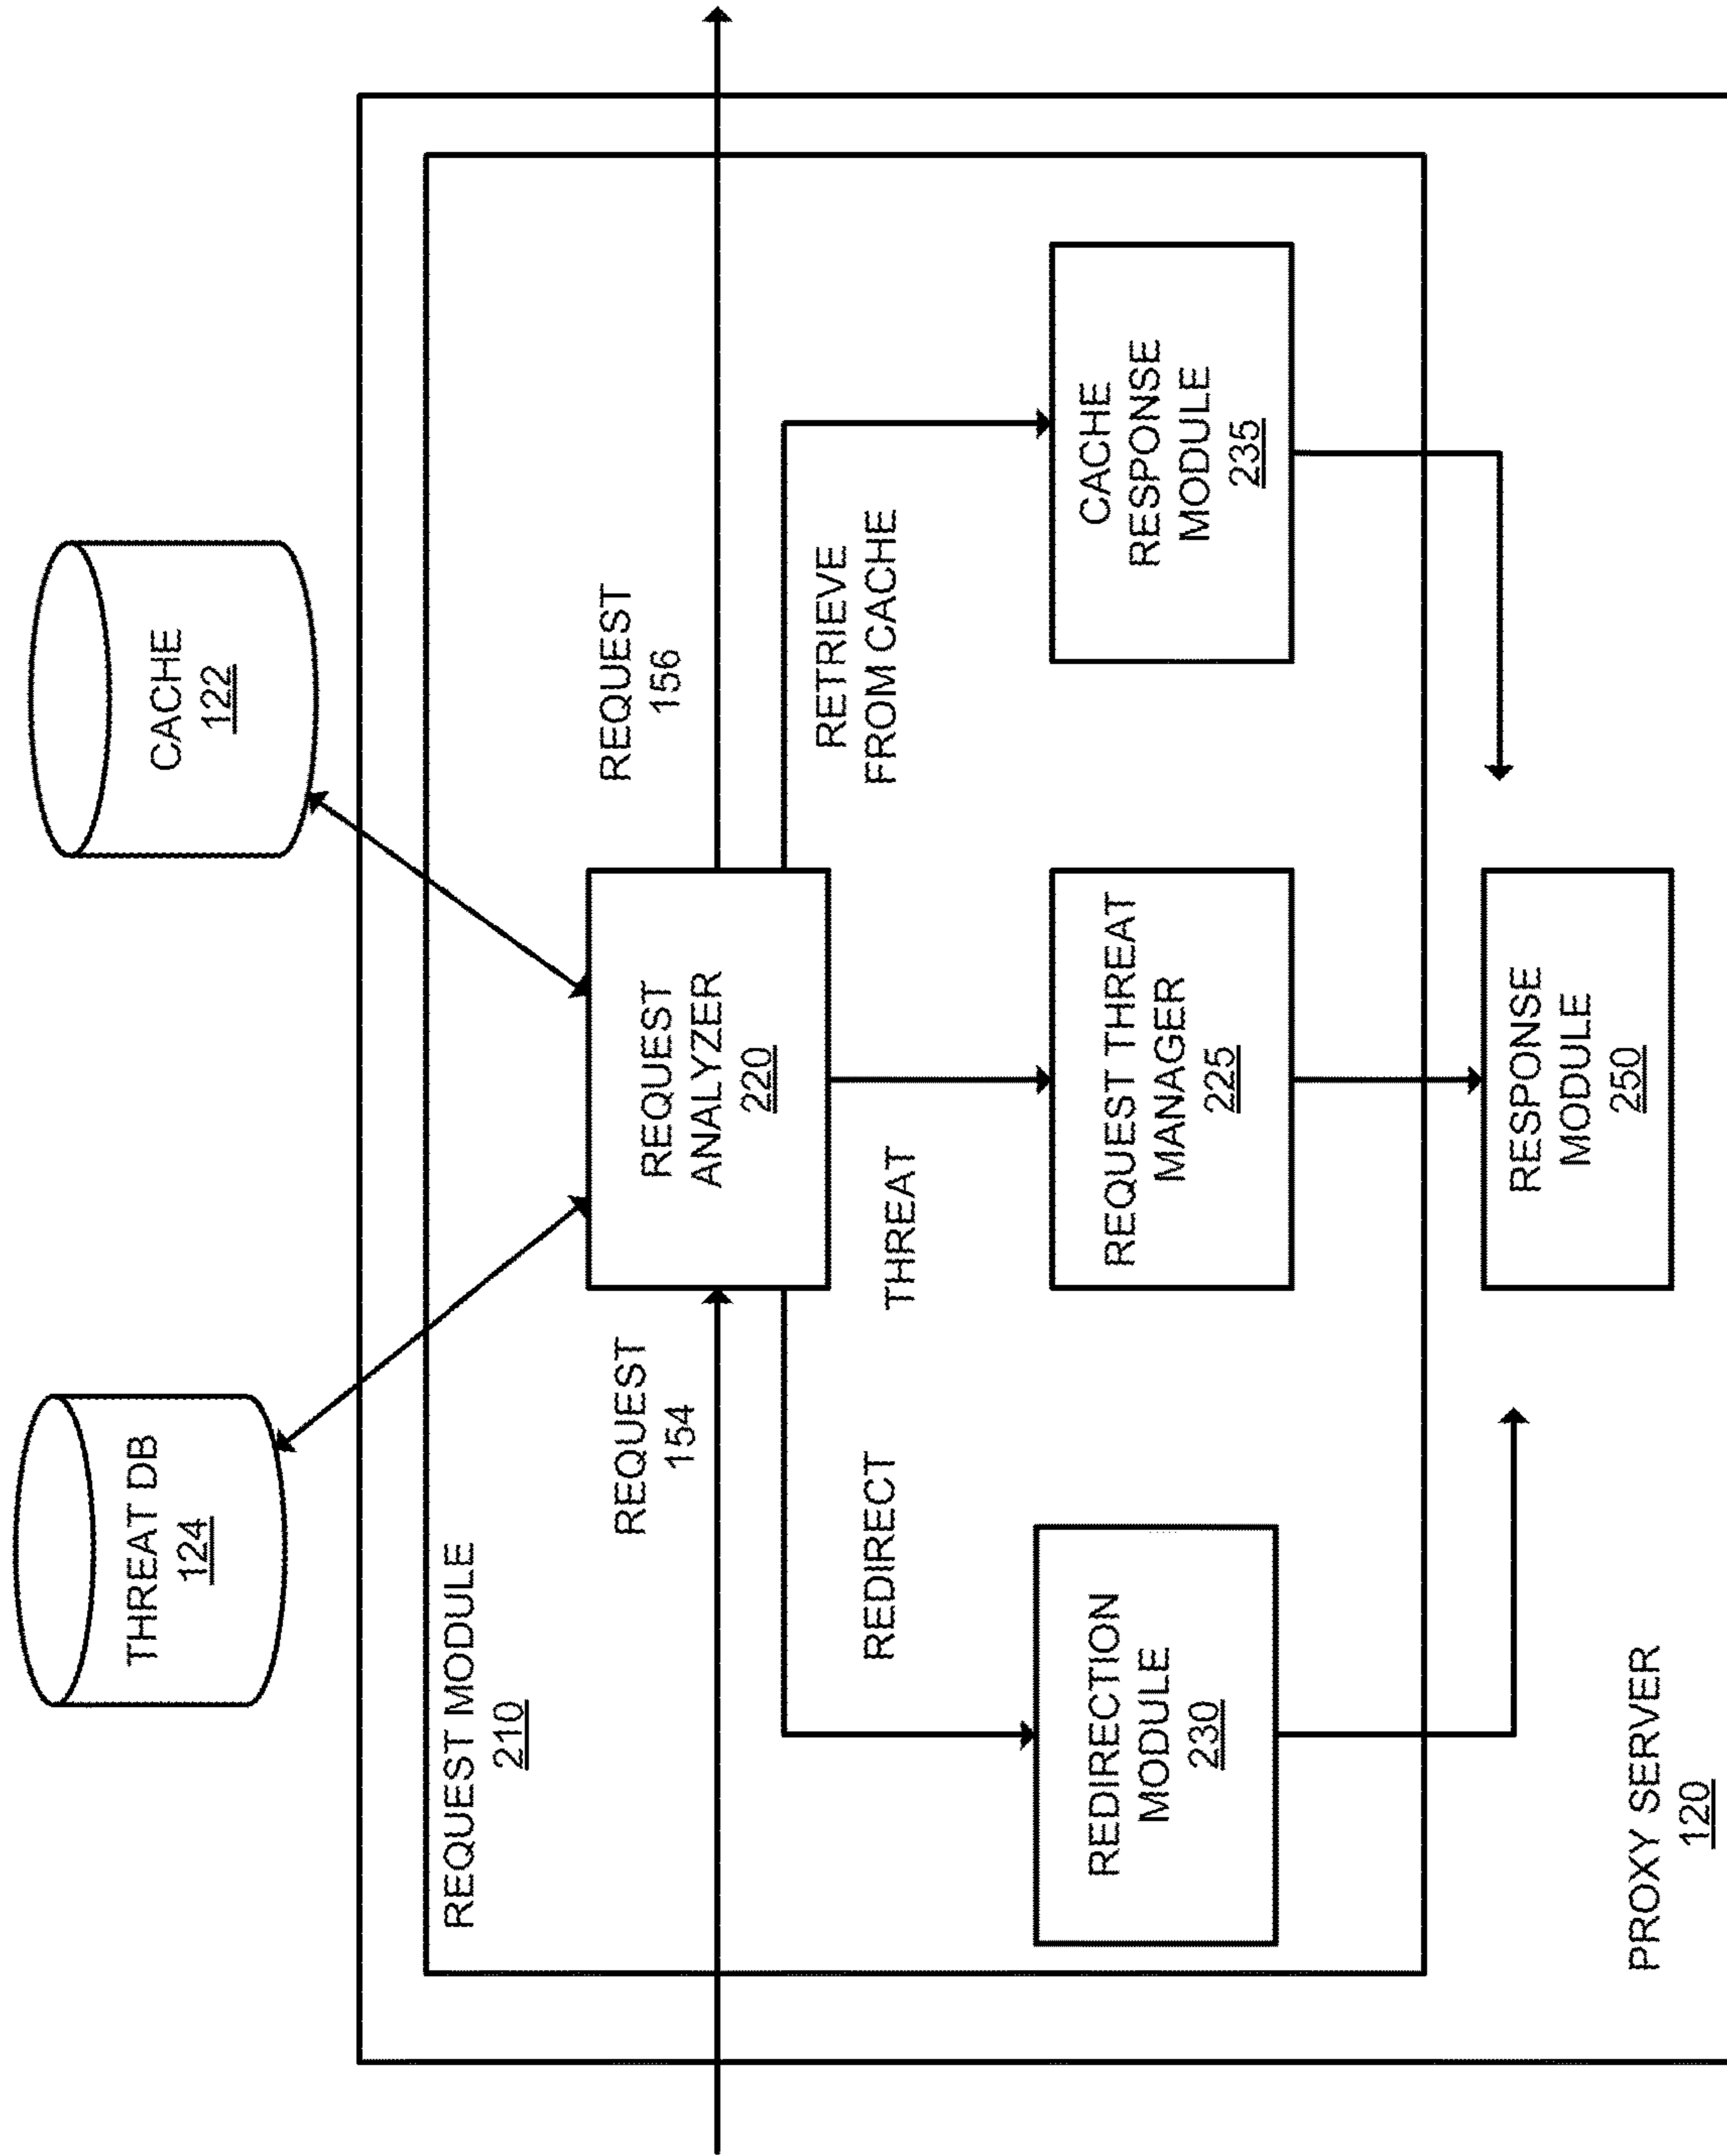 THREAT DB
124
CACHE
122
REQUEST MODULE
210
REQUEST
154
REQUEST
156
REQUEST
ANALYZER
220
REDIRECT
THREAT
RETRIEVE
FROM CACHE
REDIRECTION
MODULE
230
REQUEST THREAT
MANAGER
225
CACHE
RESPONSE
MODULE
235
RESPONSE
MODULE
250
PROXY SERVER
120